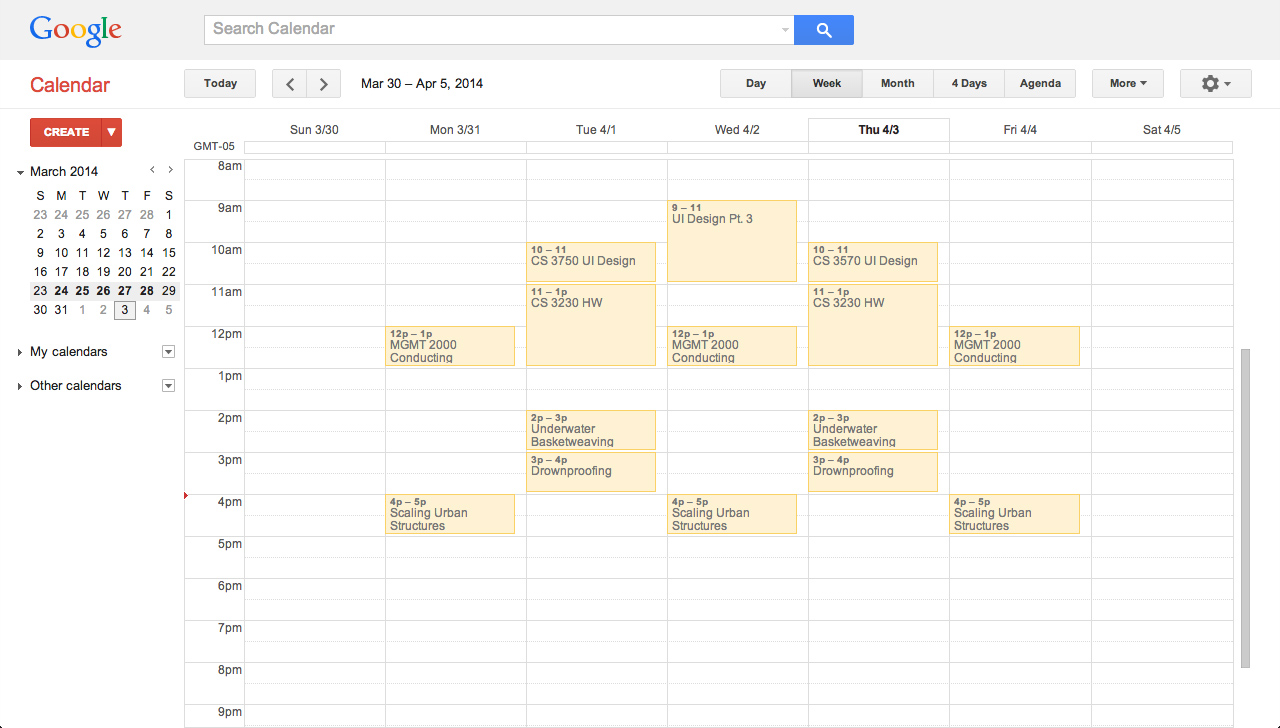 Google
Search Calendar
Calendar
Today
Mar 30 – Apr 5, 2014
Day Week Month 4 Days Agenda
More
CREATE
March 2014
S M T W T F S
23 24 25 26 27 28 1
2 3 4 5 6 7 8
9 10 11 12 13 14 15
16 17 18 19 20 21 22
23 24 25 26 27 28 29
30 31 1 2 3 4 5
My calendars
Other calendars
Sun 3/30 Mon 3/31 Tue 4/1 Wed 4/2 Thu 4/3 Fri 4/4 Sat 4/5
GMT-05
8am
9am
10am
11am
12pm
1pm
2pm
3pm
4pm
5pm
6pm
7pm
8pm
9pm
12p – 1p
MGMT 2000
Conducting
4p – 5p
Scaling Urban
Structures
10 – 11
CS 3750 UI Design
11 – 1p
CS 3230 HW
2p – 3p
Underwater
Basketweaving
3p – 4p
Drownproofing
9 – 11
UI Design Pt. 3
12p – 1p
MGMT 2000
Conducting
4p – 5p
Scaling Urban
Structures
10 – 11
CS 3570 UI Design
11 – 1p
CS 3230 HW
2p – 3p
Underwater
Basketweaving
3p – 4p
Drownproofing
12p – 1p
MGMT 2000
Conducting
4p – 5p
Scaling Urban
Structures